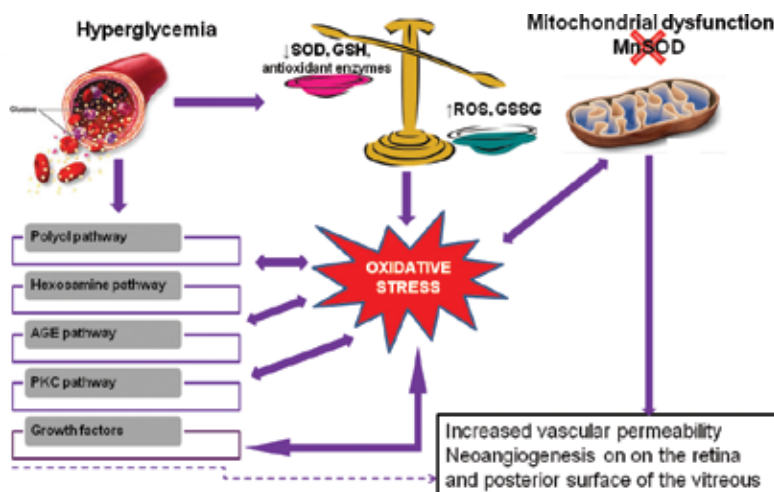 Hyperglycemia
Glucose
↓SOD, GSH,
antioxidant enzymes
↑ROS, GSSG
Mitochondrial dysfunction
MnSOD
Polyol pathway
Hexosamine pathway
AGE pathway
PKC pathway
Growth factors
OXIDATIVE
STRESS
Increased vascular permeability
Neoangiogenesis on on the retina
and posterior surface of the vitreous